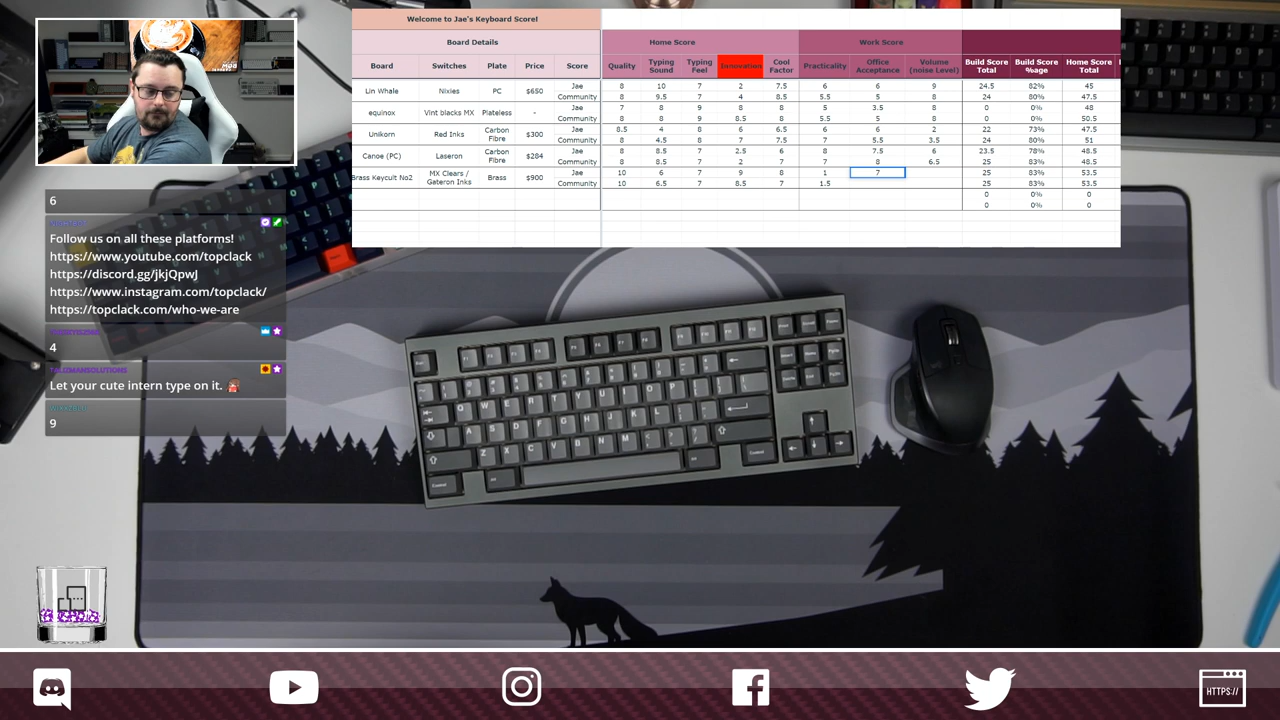 Welcome to Jae's Keyboard Score!
Board Details Home Score Work Score
Board Switches Plate Price Score Quality Typing Sound Typing Feel Innovation Cool Factor Practicality Office Acceptance Volume (noise Level) Build Score Total Build Score %age Home Score Total
Lin Whale Nixies PC $650 Jae 8 10 7 2 7.5 6 6 9 24.5 82% 45
Community 8 9.5 7 4 8.5 5.5 5 8 24 80% 47.5
equinox Vint blacks MX Plateless - Jae 7 8 9 8 8 5 3.5 8 0 0% 48
Community 8 8 9 8.5 8 5.5 5 8 0 0% 50.5
Unikorn Red Inks Carbon Fibre $300 Jae 8.5 4 8 6 6.5 6 6 2 22 73% 47.5
Community 8 4.5 8 7 7.5 7 5.5 3.5 24 80% 51
Canoe (PC) Laseron Carbon Fibre $284 Jae 8 8.5 7 2.5 6 8 7.5 6 23.5 78% 48.5
Community 8 8.5 7 2 7 7 8 6.5 25 83% 48.5
Brass Keycult No2 MX Clears / Gateron Inks Brass $900 Jae 10 6 7 9 8 1 7 25 83% 53.5
Community 10 6.5 7 8.5 7 1.5 25 83% 53.5
0 0% 0
0 0% 0
6
Follow us on all these platforms!
https://www.youtube.com/topclack
https://discord.gg/jkjQpwJ
https://www.instagram.com/topclack/
https://topclack.com/who-we-are
4
Let your cute intern type on it.
9
HTTPS://